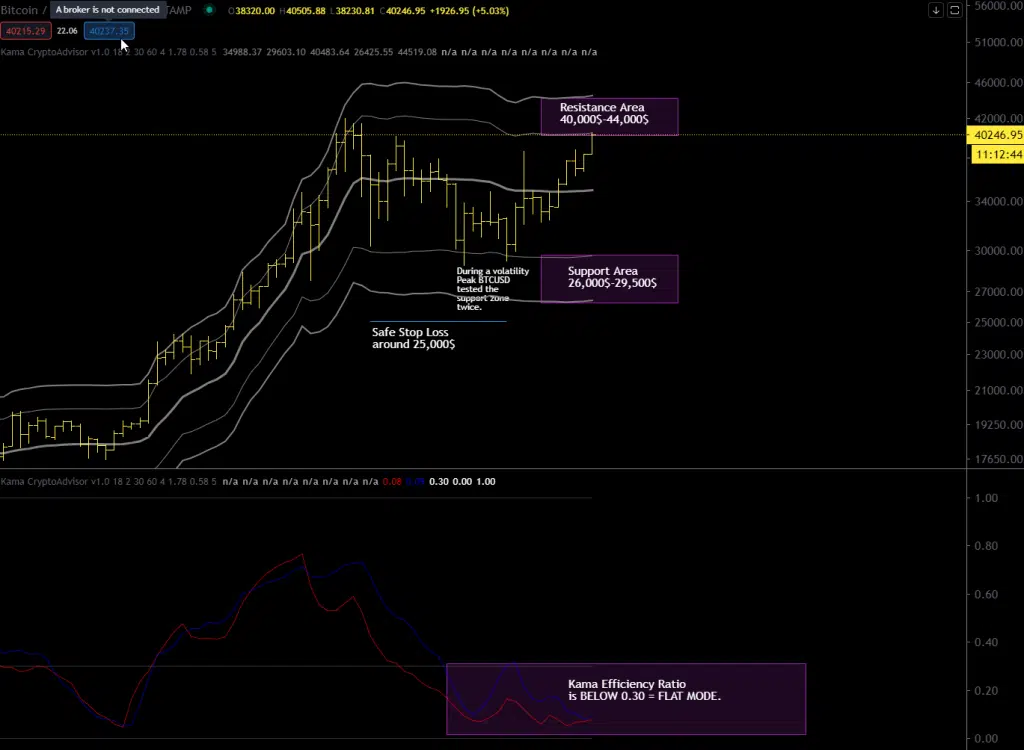 Bitcoin / A broker is not connected TAMP O38320.00 H40505.88 L38230.81 C40246.95 +1926.95 (+5.03%)
40215.29 22.06 40237.35
Kama CryptoAdvisor v1.0 18 2 30 60 4 1.78 0.58 5 34988.37 29603.10 40483.64 26425.55 44519.08 n/a n/a n/a n/a n/a n/a n/a n/a
56000.00
51000.00
46000.00
42000.00
40246.95
11:12:44
34000.00
30000.00
27000.00
25000.00
23000.00
21000.00
19250.00
17650.00
Resistance Area
40,000$-44,000$
Support Area
26,000$-29,500$
During a volatility
Peak BTCUSD
tested the
support zone
twice.
Safe Stop Loss
around 25,000$
Kama CryptoAdvisor v1.0 18 2 30 60 4 1.78 0.58 5 n/a n/a n/a n/a n/a n/a n/a n/a 0.08 0.30 0.00 1.00
1.00
0.80
0.60
0.40
0.20
0.00
Kama Efficiency Ratio
is BELOW 0.30 = FLAT MODE.